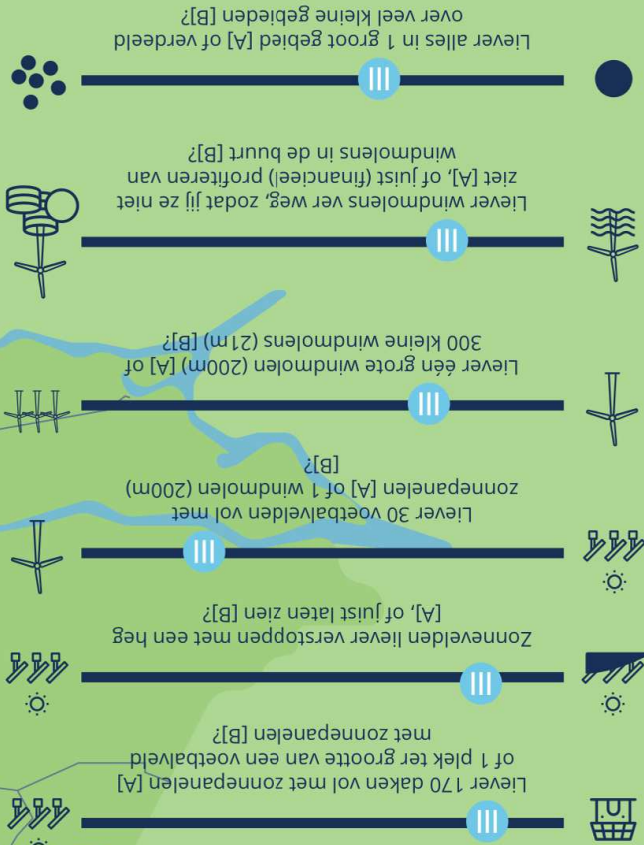 Liever 170 daken vol met zonnepanelen [A]
of 1 plek ter grootte van een voetbalveld
met zonnepanelen [B]?
Zonnevelden liever verstoppen met een heg
[A], of juist laten zien [B]?
Liever 30 voetbalvelden vol met
zonnepanelen [A] of 1 windmolen (200m)
[B]?
Liever één grote windmolen (200m) [A] of
300 kleine windmolens (21m) [B]?
Liever windmolens ver weg, zodat jij ze niet
ziet [A], of juist (financieel) profiteren van
windmolens in de buurt [B]?
Liever alles in 1 groot gebied [A] of verdeeld
over veel kleine gebieden [B]?